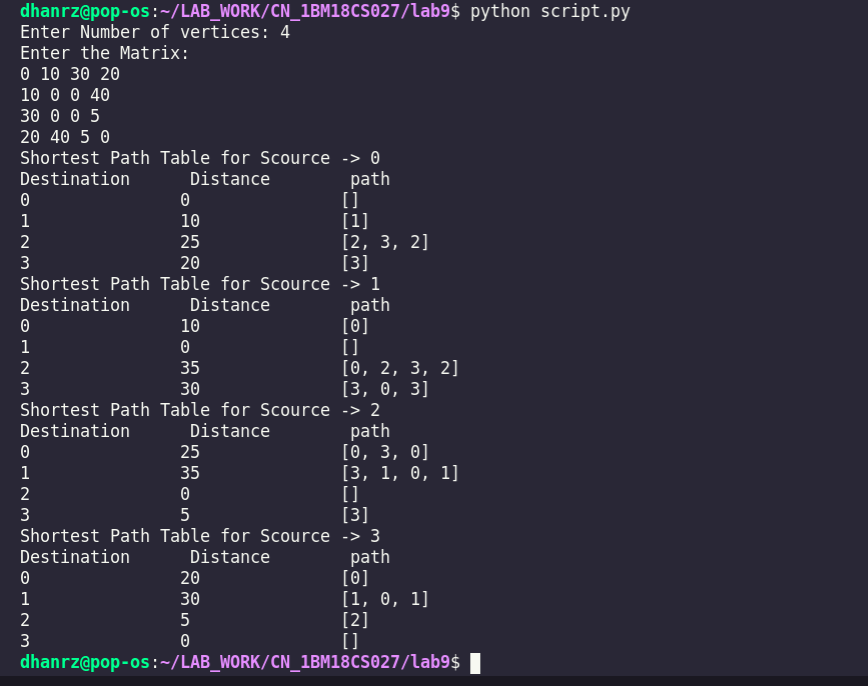 dhanrz@pop-os:~/LAB_WORK/CN_1BM18CS027/lab9$ python script.py
Enter Number of vertices: 4
Enter the Matrix:
0 10 30 20
10 0 0 40
30 0 0 5
20 40 5 0
Shortest Path Table for Scource -> 0
Destination      Distance        path
0               0               []
1               10              [1]
2               25              [2, 3, 2]
3               20              [3]
Shortest Path Table for Scource -> 1
Destination      Distance        path
0               10              [0]
1               0               []
2               35              [0, 2, 3, 2]
3               30              [3, 0, 3]
Shortest Path Table for Scource -> 2
Destination      Distance        path
0               25              [0, 3, 0]
1               35              [3, 1, 0, 1]
2               0               []
3               5               [3]
Shortest Path Table for Scource -> 3
Destination      Distance        path
0               20              [0]
1               30              [1, 0, 1]
2               5               [2]
3               0               []
dhanrz@pop-os:~/LAB_WORK/CN_1BM18CS027/lab9$